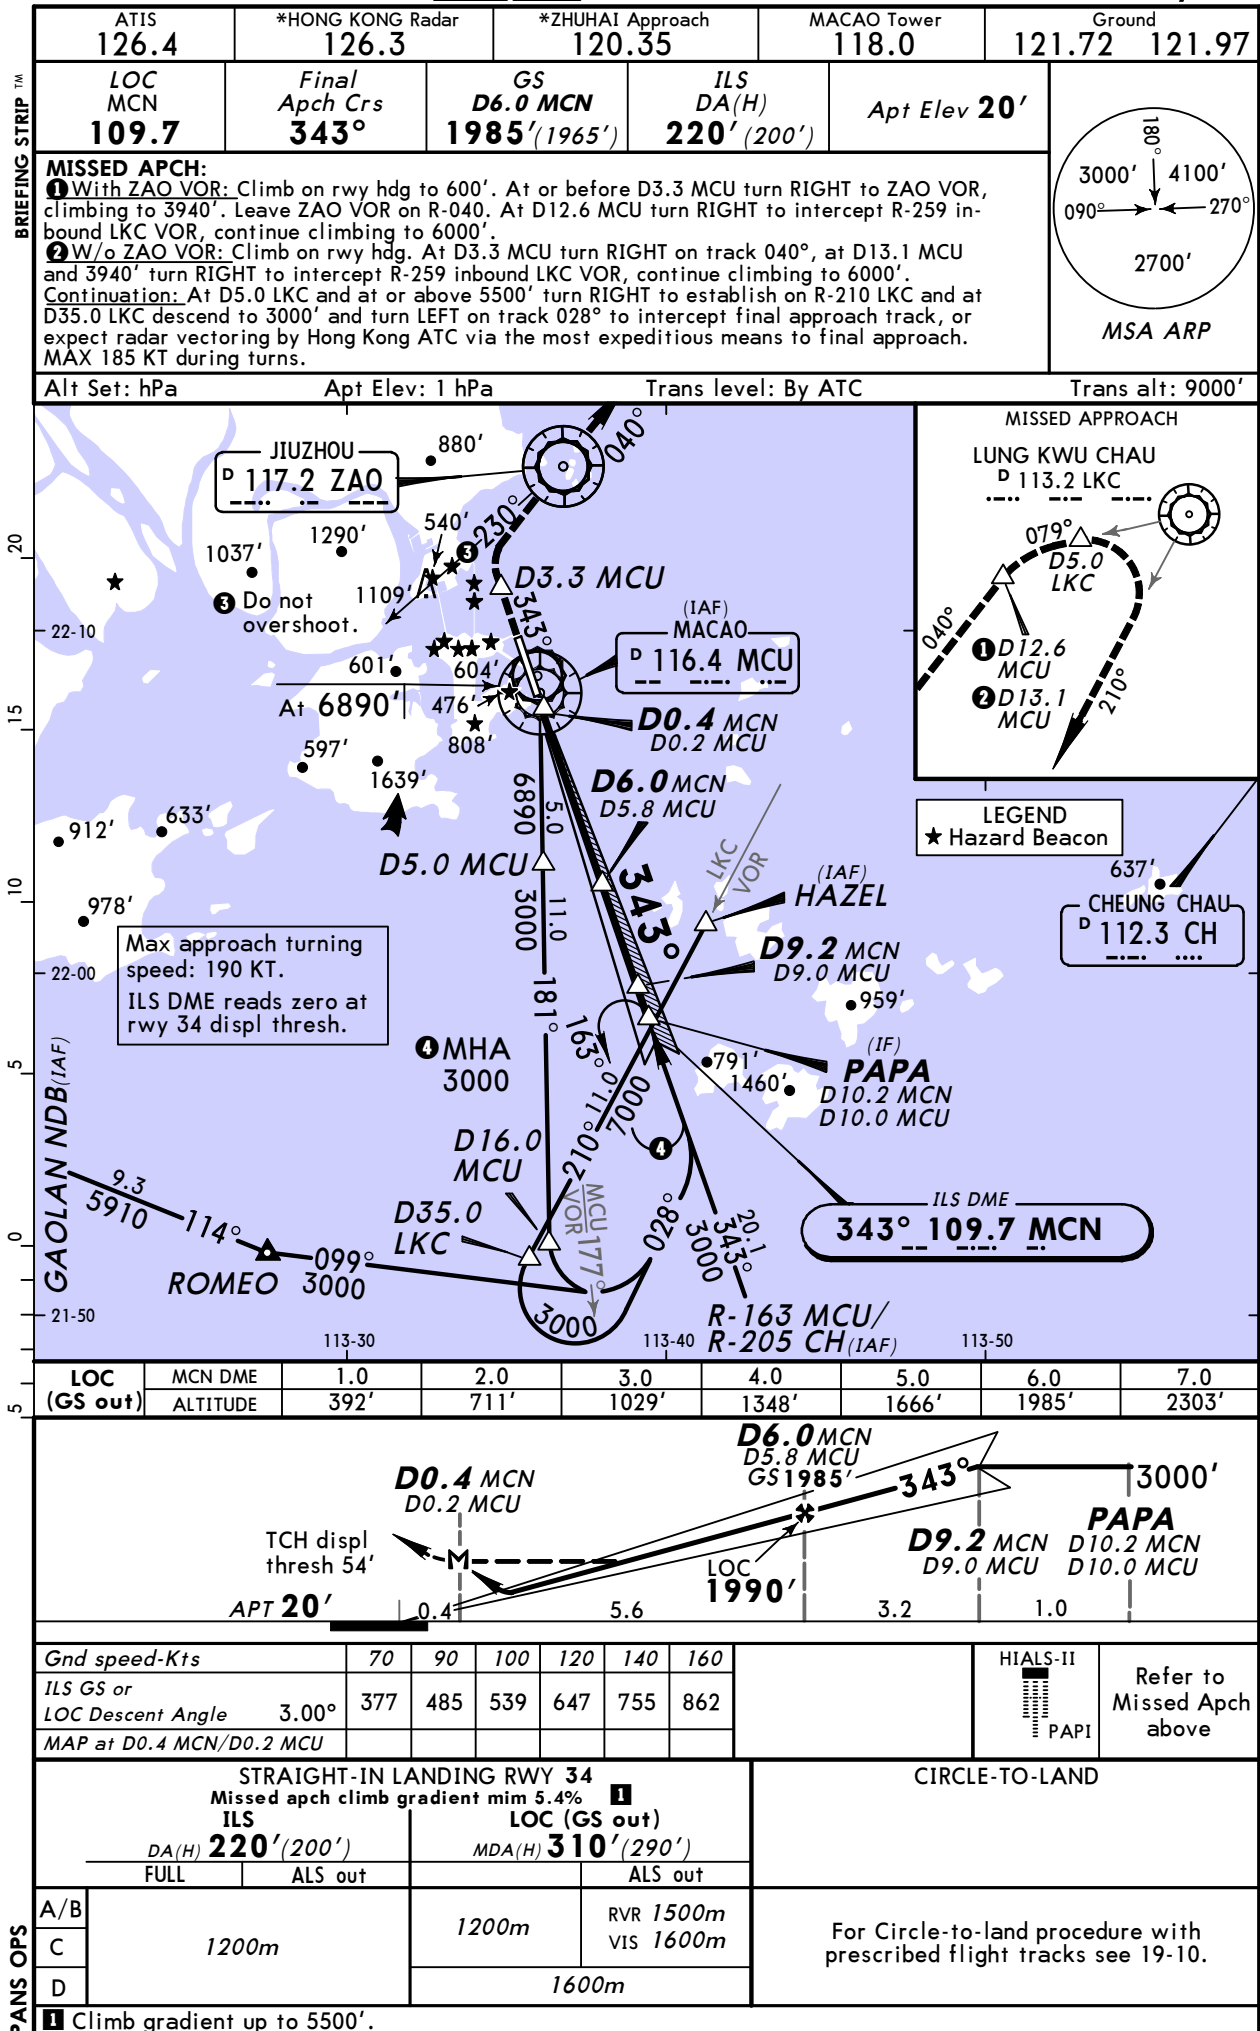 ATIS
126.4
*HONG KONG Radar
126.3
*ZHUHAI Approach
120.35
MACAO Tower
118.0
Ground
121.72 121.97
BRIEFING STRIP ™
LOC
MCN
109.7
Final
Apch Crs
343°
GS
D6.0 MCN
1985'(1965')
ILS
DA(H)
220'(200')
Apt Elev 20'
MISSED APCH:
1 With ZAO VOR: Climb on rwy hdg to 600'. At or before D3.3 MCU turn RIGHT to ZAO VOR,
climbing to 3940'. Leave ZAO VOR on R-040. At D12.6 MCU turn RIGHT to intercept R-259 in-
bound LKC VOR, continue climbing to 6000'.
2 W/o ZAO VOR: Climb on rwy hdg. At D3.3 MCU turn RIGHT on track 040°, at D13.1 MCU
and 3940' turn RIGHT to intercept R-259 inbound LKC VOR, continue climbing to 6000'.
Continuation: At D5.0 LKC and at or above 5500' turn RIGHT to establish on R-210 LKC and at
D35.0 LKC descend to 3000' and turn LEFT on track 028° to intercept final approach track, or
expect radar vectoring by Hong Kong ATC via the most expeditious means to final approach.
MAX 185 KT during turns.
180°
3000' 4100'
090° 270°
2700'
MSA ARP
Alt Set: hPa Apt Elev: 1 hPa Trans level: By ATC Trans alt: 9000'
JIUZHOU
D 117.2 ZAO
880'
040°
MISSED APPROACH
LUNG KWU CHAU
D 113.2 LKC
079°
D5.0
LKC
040°
1 D12.6
MCU
2 D13.1
MCU
210°
20
1290'
1037'
540'
3
230°
1109'
3 Do not
overshoot.
D3.3 MCU
343°
22-10
601'
604'
At 6890'
476'
(IAF)
MACAO
D 116.4 MCU
15
808'
D0.4 MCN
D0.2 MCU
597'
1639'
D6.0 MCN
D5.8 MCU
LEGEND
★ Hazard Beacon
912'
633'
6890
5.0
D5.0 MCU
LKC
VOR
343°
(IAF)
HAZEL
637'
CHEUNG CHAU
D 112.3 CH
10
978'
3000
11.0
Max approach turning
speed: 190 KT.
ILS DME reads zero at
rwy 34 displ thresh.
D9.2 MCN
D9.0 MCU
22-00
181°
959'
163°
4 MHA
3000
(IF)
PAPA
D10.2 MCN
D10.0 MCU
791'
1460'
5
GAOLAN NDB(IAF)
210°
11.0
7000
4
D16.0
MCU
9.3
5910
114°
D35.0
LKC
MCU
VOR
177°
028°
20.1
343°
3000
ILS DME
343° 109.7 MCN
0
ROMEO
099°
3000
3000
R-163 MCU/
R-205 CH(IAF)
21-50
113-30
113-40
113-50
5
LOC
(GS out)
MCN DME 1.0 2.0 3.0 4.0 5.0 6.0 7.0
ALTITUDE 392' 711' 1029' 1348' 1666' 1985' 2303'
D6.0 MCN
D5.8 MCU
GS 1985'
343°
3000'
D0.4 MCN
D0.2 MCU
TCH displ
thresh 54'
M
LOC
1990'
D9.2 MCN
D9.0 MCU
PAPA
D10.2 MCN
D10.0 MCU
APT 20'
0.4 5.6 3.2 1.0
Gnd speed-Kts 70 90 100 120 140 160
ILS GS or
LOC Descent Angle 3.00° 377 485 539 647 755 862
MAP at D0.4 MCN/D0.2 MCU
HIALS-II
PAPI
Refer to
Missed Apch
above
STRAIGHT-IN LANDING RWY 34
Missed apch climb gradient mim 5.4% 1
ILS
DA(H) 220'(200')
LOC (GS out)
MDA(H) 310'(290')
FULL ALS out
ALS out
CIRCLE-TO-LAND
A/B
C
D
1200m
1200m
RVR 1500m
VIS 1600m
1600m
For Circle-to-land procedure with
prescribed flight tracks see 19-10.
PANS OPS
1 Climb gradient up to 5500'.